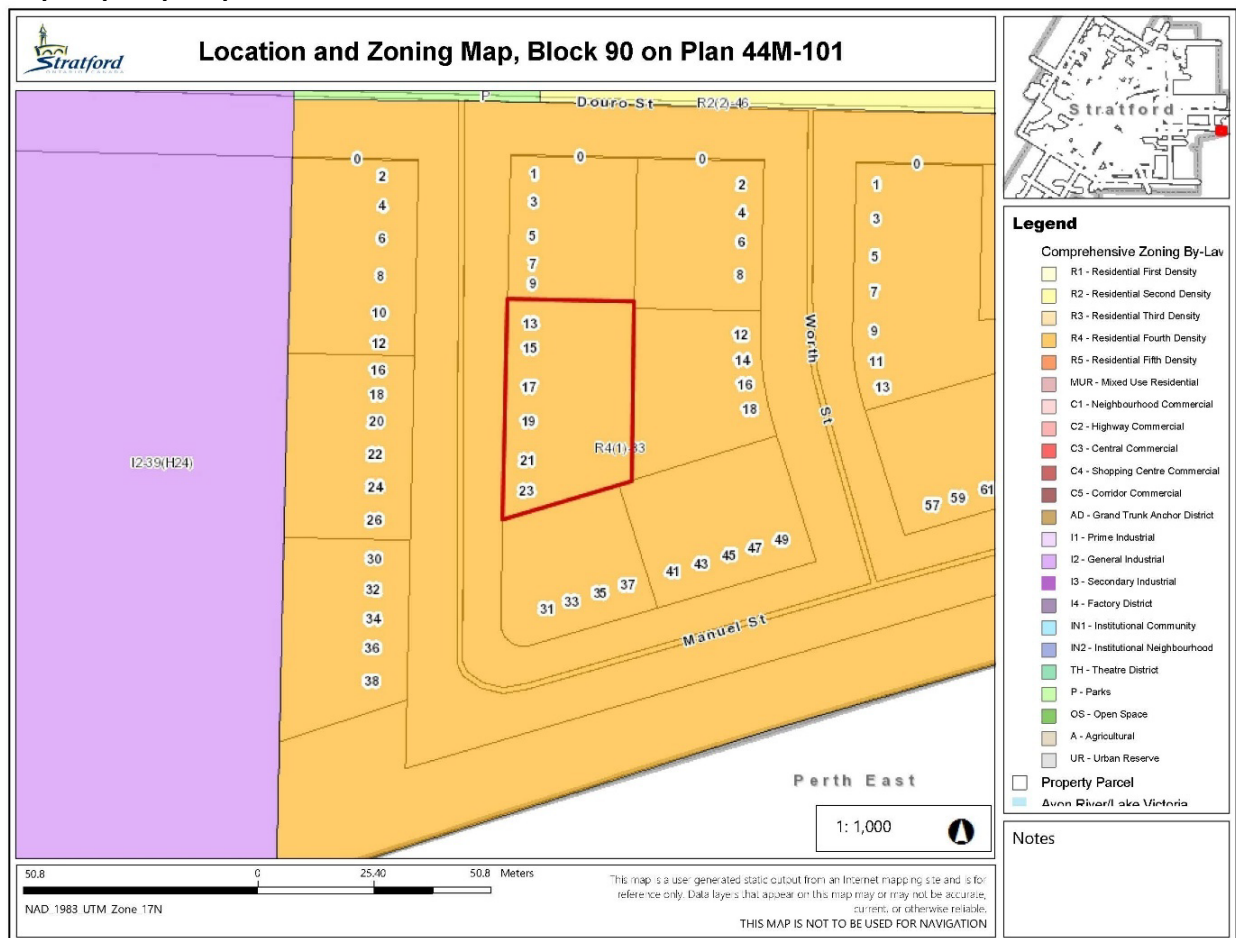 Stratford
ONTARIO CANADA
Location and Zoning Map, Block 90 on Plan 44M-101
Stratford
P
Douro St
R2(2)-46
0
0
0
0
2
4
6
8
10
12
16
18
20
22
24
26
30
32
34
36
38
1
3
5
7
9
13
15
17
19
21
23
2
4
6
8
12
14
16
18
1
3
5
7
9
11
13
Worth St
I2-39(H24)
R4(1)-33
31 33 35 37 41 43 45 47 49
57 59 61
Manuel St
Perth East
1: 1,000
Legend
Comprehensive Zoning By-Law
R1 - Residential First Density
R2 - Residential Second Density
R3 - Residential Third Density
R4 - Residential Fourth Density
R5 - Residential Fifth Density
MUR - Mixed Use Residential
C1 - Neighbourhood Commercial
C2 - Highway Commercial
C3 - Central Commercial
C4 - Shopping Centre Commercial
C5 - Corridor Commercial
AD - Grand Trunk Anchor District
I1 - Prime Industrial
I2 - General Industrial
I3 - Secondary Industrial
I4 - Factory District
IN1 - Institutional Community
IN2 - Institutional Neighbourhood
TH - Theatre District
P - Parks
OS - Open Space
A - Agricultural
UR - Urban Reserve
Property Parcel
Avon River/Lake Victoria
Notes
50.8 0 25.40 50.8 Meters
NAD_1983_UTM_Zone_17N
This map is a user generated static output from an Internet mapping site and is for
reference only. Data layers that appear on this map may or may not be accurate,
current, or otherwise reliable.
THIS MAP IS NOT TO BE USED FOR NAVIGATION